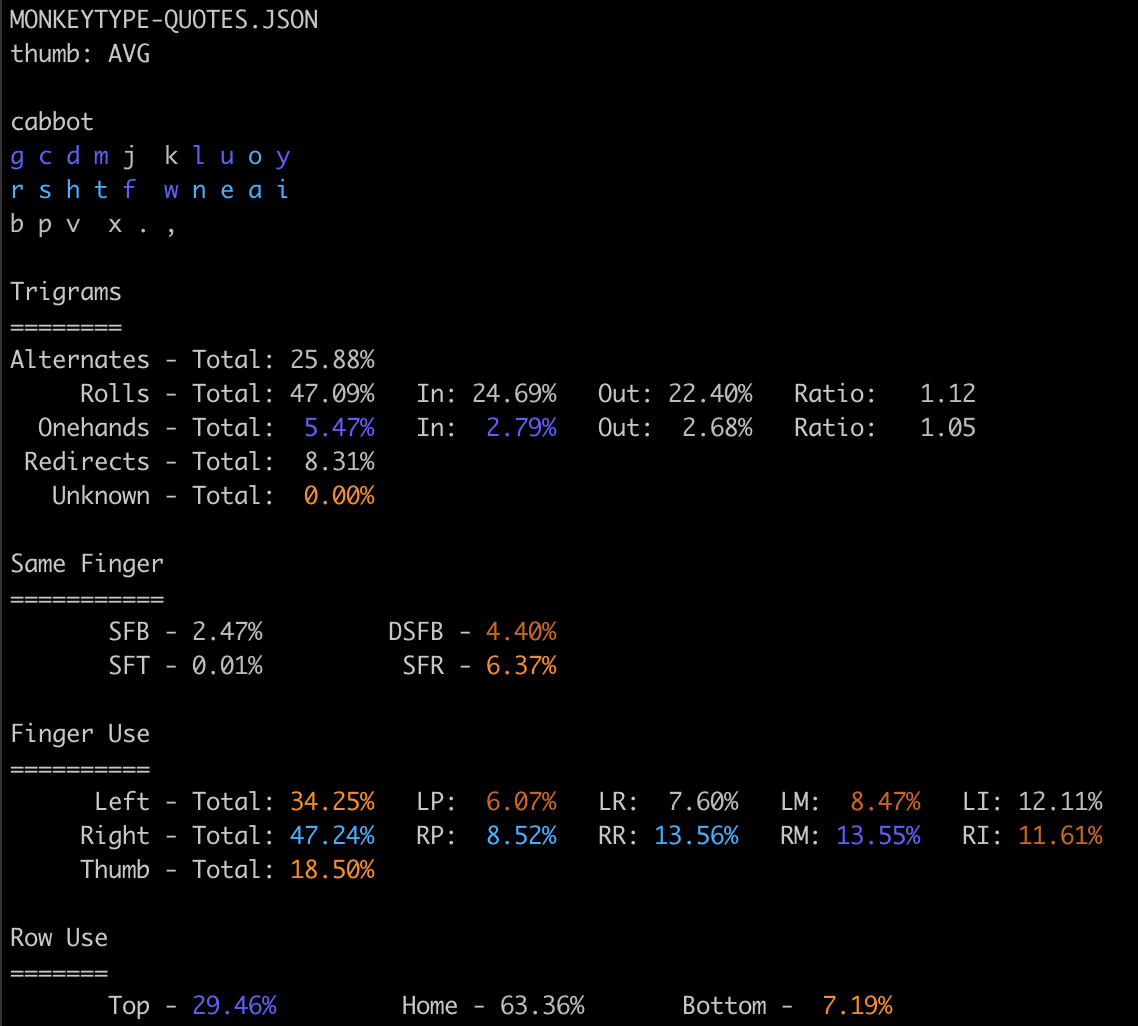 MONKEYTYPE-QUOTES.JSON
thumb: AVG
cabbot
g c d m j  k l u o y
r s h t f  w n e a i
b p v  x . ,
Trigrams
========
Alternates - Total: 25.88%
Rolls - Total: 47.09%   In: 24.69%   Out: 22.40%   Ratio:   1.12
Onehands - Total:  5.47%   In:  2.79%   Out:  2.68%   Ratio:   1.05
Redirects - Total:  8.31%
Unknown - Total:  0.00%
Same Finger
===========
SFB - 2.47%         DSFB - 4.40%
SFT - 0.01%          SFR - 6.37%
Finger Use
==========
Left - Total: 34.25%   LP:  6.07%   LR:  7.60%   LM:  8.47%   LI: 12.11%
Right - Total: 47.24%   RP:  8.52%   RR: 13.56%   RM: 13.55%   RI: 11.61%
Thumb - Total: 18.50%
Row Use
=======
Top - 29.46%         Home - 63.36%       Bottom -  7.19%